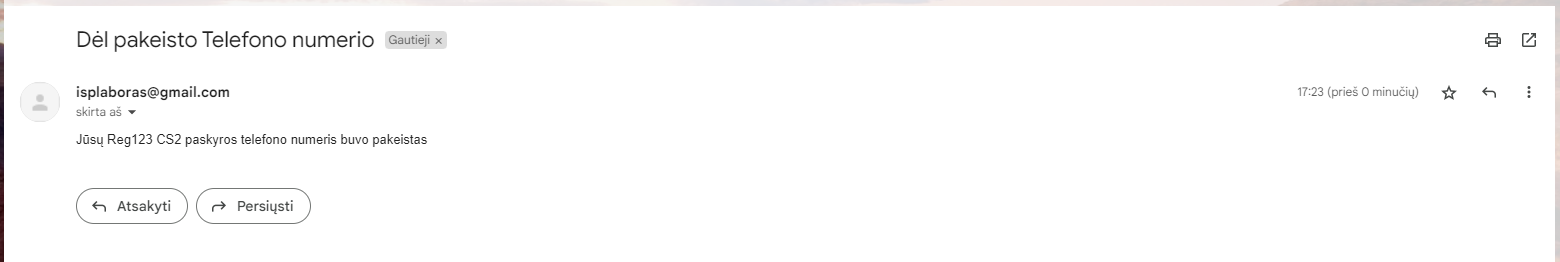 Dėl pakeisto Telefono numerio Gautieji ×
isplaboras@gmail.com 17:23 (prieš 0 minučių)
skirta aš
Jūsų Reg123 CS2 paskyros telefono numeris buvo pakeistas
Atsakyti Persiųsti